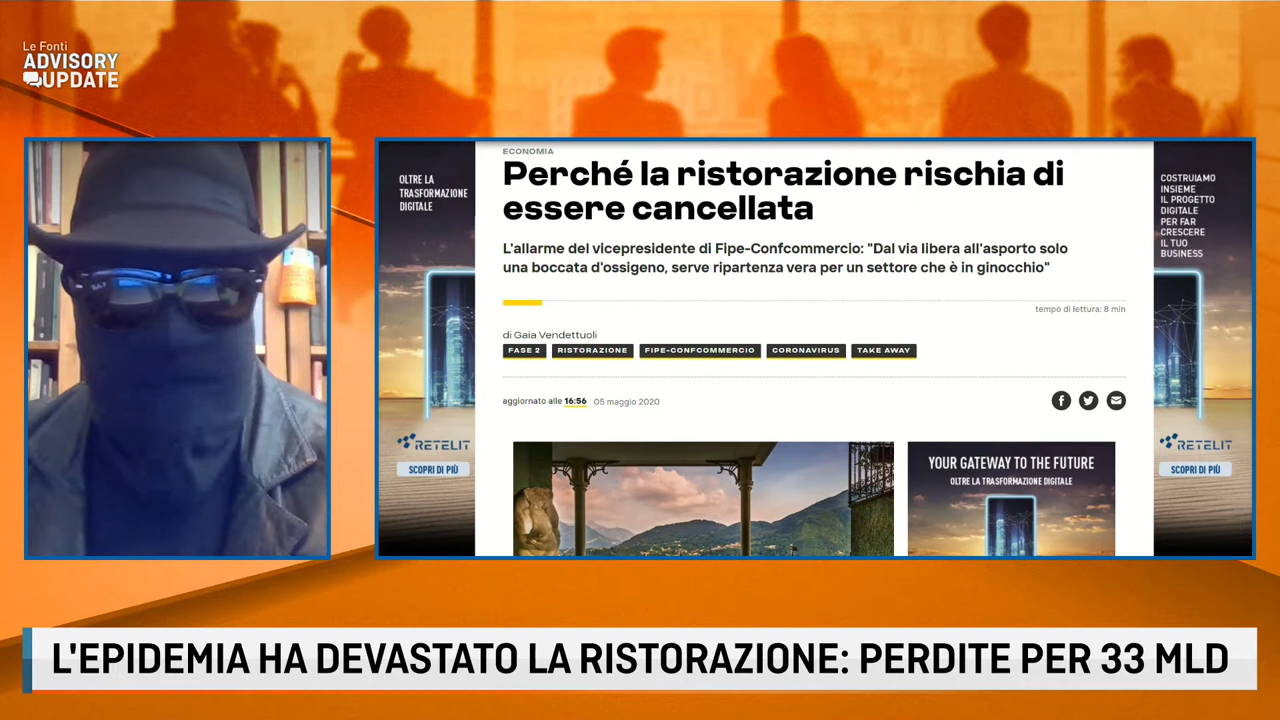 Le Fonti
ADVISORY
UPDATE
OLTRE LA
TRASFORMAZIONE
DIGITALE
RETELIT
SCOPRI DI PIÙ
ECONOMIA
Perché la ristorazione rischia di
essere cancellata
L'allarme del vicepresidente di Fipe-Confcommercio: "Dal via libera all'asporto solo
una boccata d'ossigeno, serve ripartenza vera per un settore che è in ginocchio"
tempo di lettura: 8 min
di Gaia Vendettuoli
FASE 2 RISTORAZIONE FIPE-CONFCOMMERCIO CORONAVIRUS TAKE AWAY
aggiornato alle 16:56 05 maggio 2020
YOUR GATEWAY TO THE FUTURE
OLTRE LA TRASFORMAZIONE DIGITALE
COSTRUIAMO
INSIEME
IL PROGETTO
DIGITALE
PER FAR
CRESCERE
IL TUO
BUSINESS
RETELIT
SCOPRI DI PIÙ
L'EPIDEMIA HA DEVASTATO LA RISTORAZIONE: PERDITE PER 33 MLD